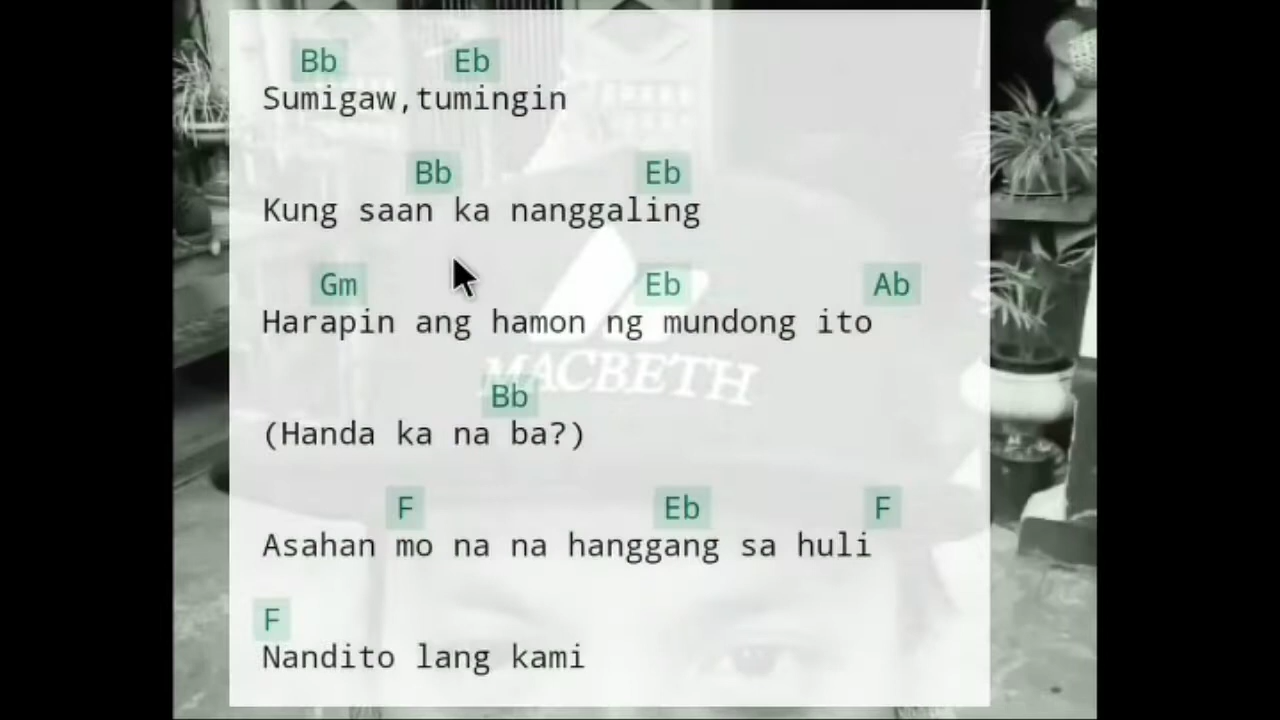 Bb Eb
Sumigaw,tumingin
Bb Eb
Kung saan ka nanggaling
Gm Eb Ab
Harapin ang hamon ng mundong ito
MACBETH
Bb
(Handa ka na ba?)
F Eb F
Asahan mo na na hanggang sa huli
F
Nandito lang kami